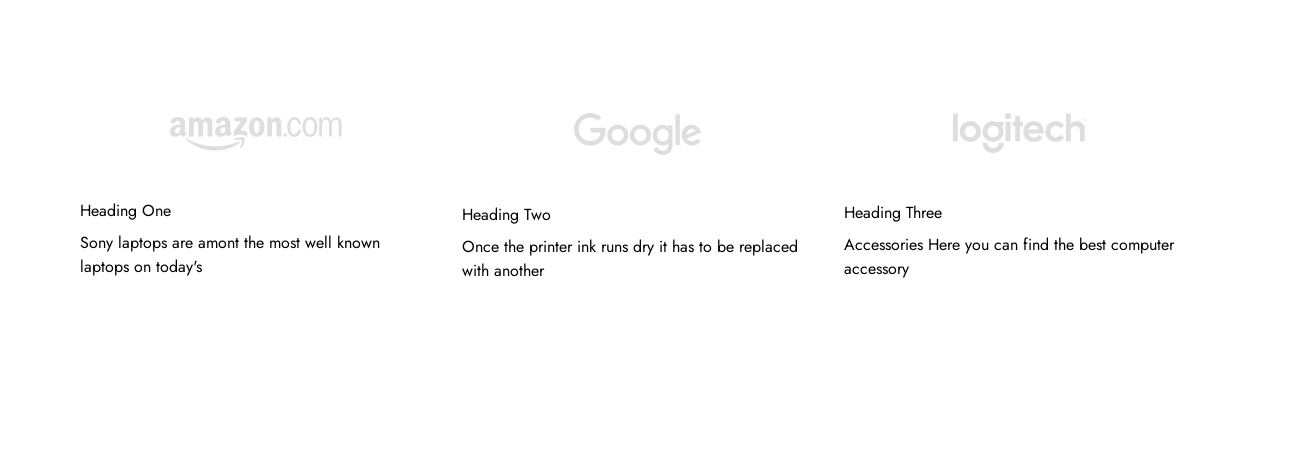 amazon.com
Google
logitech
Heading One
Sony laptops are amont the most well known
laptops on today's
Heading Two
Once the printer ink runs dry it has to be replaced
with another
Heading Three
Accessories Here you can find the best computer
accessory